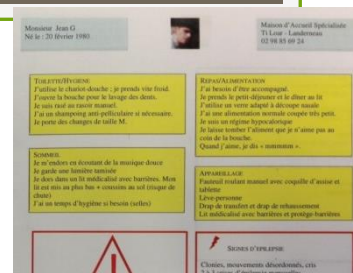 Monsieur Jean G
Né le : 20 février 1980
Maison d'Accueil Spécialisée
Ti Loar - Landerneau
02 98 85 09 24
TOILETTE/HYGIENE
J'utilise le chariot-douche ; je prends vite froid.
J'ouvre la bouche pour le lavage des dents.
Je suis rasé au rasoir manuel.
J'ai un shampoing anti-pelliculaire si nécessaire.
Je porte des changes de taille M.
SOMMEIL
Je m'endors en écoutant de la musique douce
Je garde une lumière tamisée
Je dors dans un lit médicalisé avec barrières. Mon
lit est mis au plus bas + coussins au sol (risque de
chute)
J'ai un temps d'hygiène si besoin (selles)
REPAS/ALIMENTATION
J'ai besoin d'être accompagné.
Je prends le petit-déjeuner et le dîner au lit
J'utilise un verre adapté à découpe nasale
J'ai une alimentation normale coupée très petit.
Je suis un régime hypocalorique
Je laisse tomber l'aliment que je n'aime pas au
coin de la bouche.
Quand j'aime, je dis « mmmmm ».
APPAREILLAGE
Fauteuil roulant manuel avec coquille d'assise et
tablette
Lève-personne
Drap de transfert et drap de rehaussement
Lit médicalisé avec barrières et protège-barrières
SIGNES D'EPILEPSIE
Clonies, mouvements désordonnés, cris